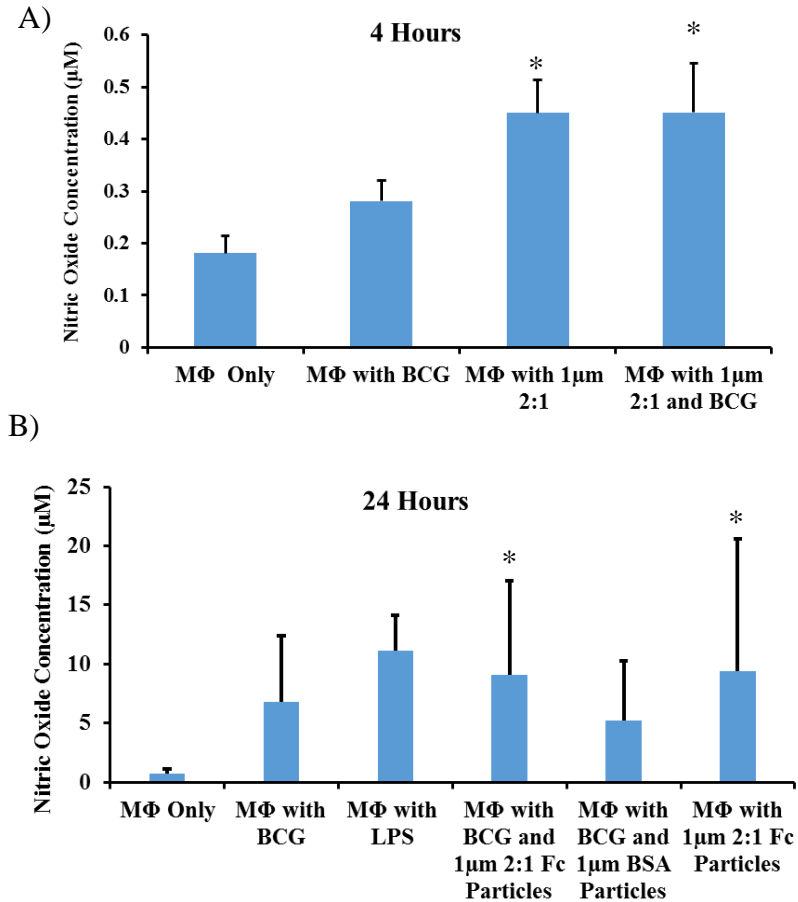 A)
4 Hours
Nitric Oxide Concentration (µM)
0.6
0.5
0.4
0.3
0.2
0.1
0
*
*
MΦ Only
MΦ with BCG
MΦ with 1µm
2:1
MΦ with 1µm
2:1 and BCG
B)
24 Hours
Nitric Oxide Concentration (µM)
25
20
15
10
5
0
*
*
MΦ Only
MΦ with
BCG
MΦ with
LPS
MΦ with
BCG and
1µm 2:1 Fc
Particles
MΦ with
BCG and
1µm BSA
Particles
MΦ with
1µm 2:1 Fc
Particles